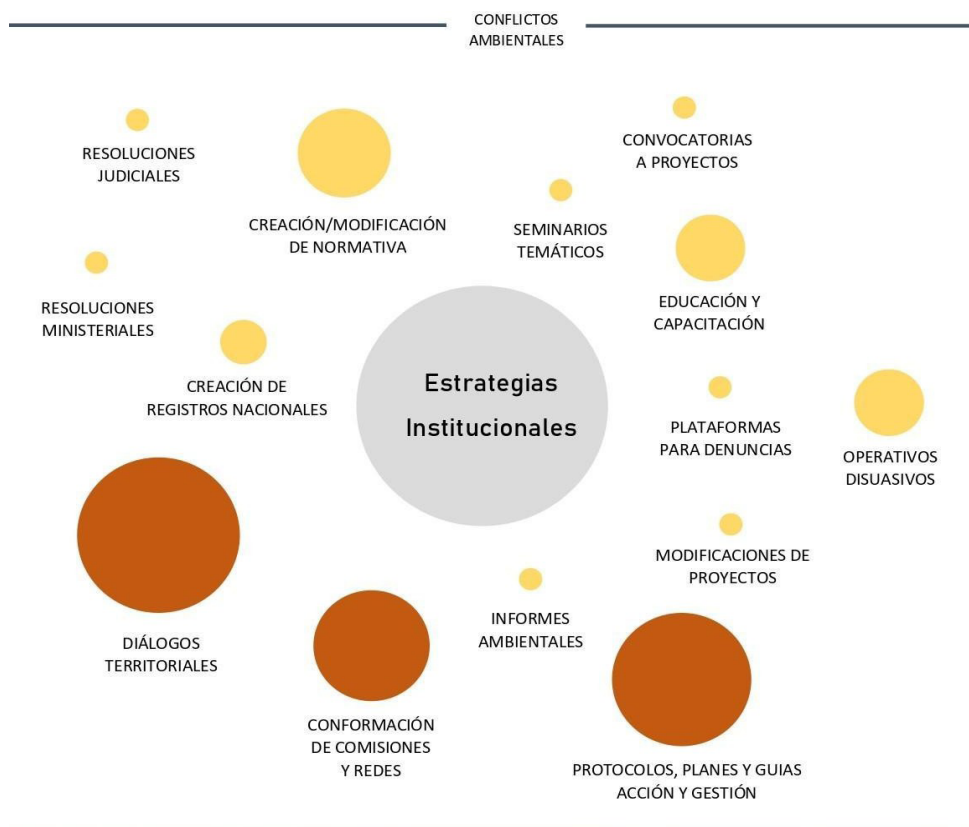 CONFLICTOS
AMBIENTALES
RESOLUCIONES
JUDICIALES
CREACIÓN/MODIFICACIÓN
DE NORMATIVA
CONVOCATORIAS
A PROYECTOS
SEMINARIOS
TEMÁTICOS
RESOLUCIONES
MINISTERIALES
EDUCACIÓN Y
CAPACITACIÓN
CREACIÓN DE
REGISTROS NACIONALES
Estrategias
Institucionales
PLATAFORMAS
PARA DENUNCIAS
OPERATIVOS
DISUASIVOS
MODIFICACIONES DE
PROYECTOS
DIÁLOGOS
TERRITORIALES
INFORMES
AMBIENTALES
CONFORMACIÓN
DE COMISIONES
Y REDES
PROTOCOLOS, PLANES Y GUIAS
ACCIÓN Y GESTIÓN